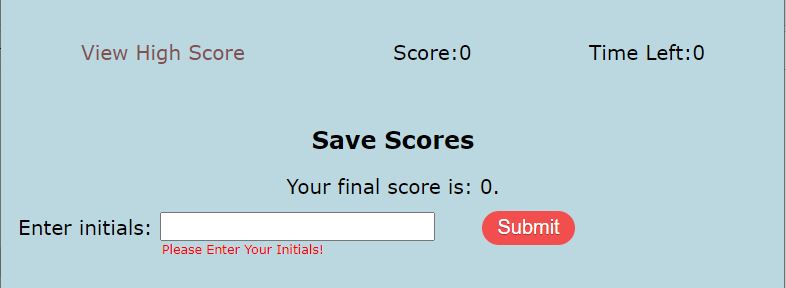 View High Score Score:0 Time Left:0
Save Scores
Your final score is: 0.
Enter initials: Submit
Please Enter Your Initials!